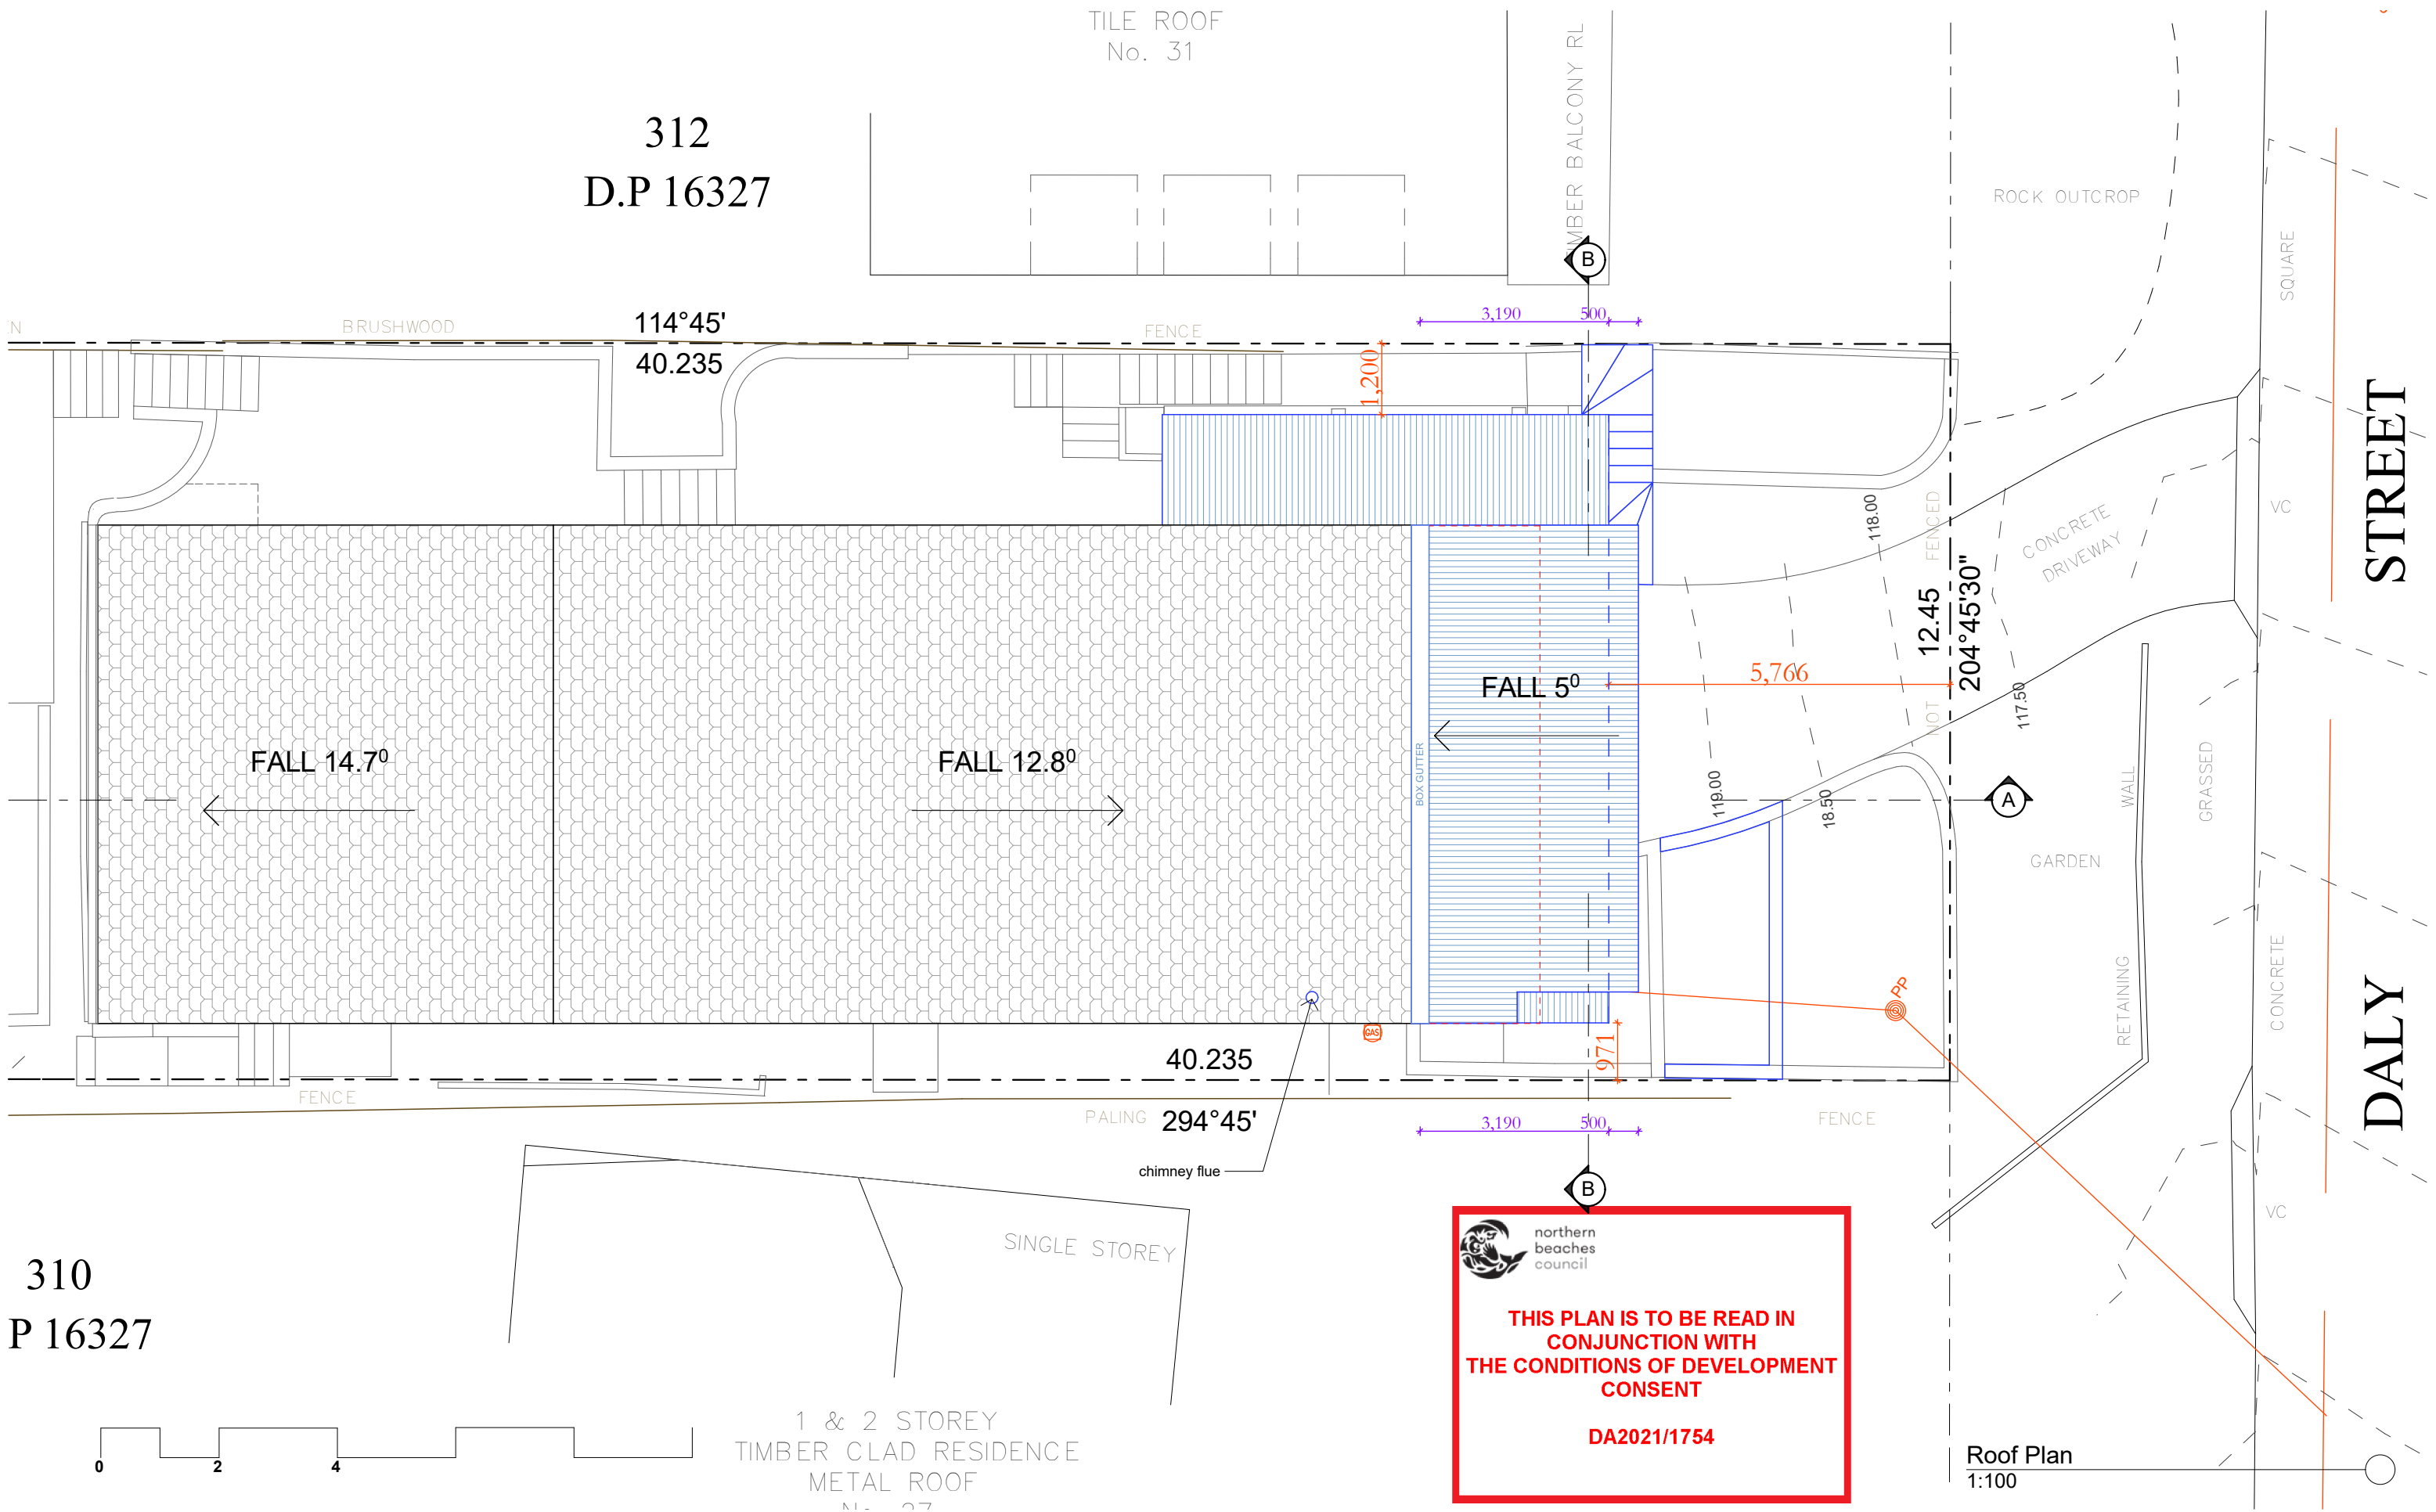 TILE ROOF
No. 31
312
D.P 16327
BALCONY RL
B
ROCK OUTCROP
SQUARE
BRUSHWOOD
114°45'
40.235
FENCE
3,190
500
1,200
STREET
VC
118.00
FENCED
CONCRETE
DRIVEWAY
12.45
204°45'30"
5,766
FALL 5⁰
NOT
117.50
FALL 14.7⁰
FALL 12.8⁰
BOX GUTTER
119.00
18.50
A
WALL
GRASSED
GARDEN
PP
RETAINING
CONCRETE
DALY
GAS
971
40.235
FENCE
PALING
294°45'
3,190
500
FENCE
chimney flue
B
VC
SINGLE STOREY
310
P 16327
northern
beaches
council
THIS PLAN IS TO BE READ IN
CONJUNCTION WITH
THE CONDITIONS OF DEVELOPMENT
CONSENT
DA2021/1754
0
2
4
1 & 2 STOREY
TIMBER CLAD RESIDENCE
METAL ROOF
Roof Plan
1:100